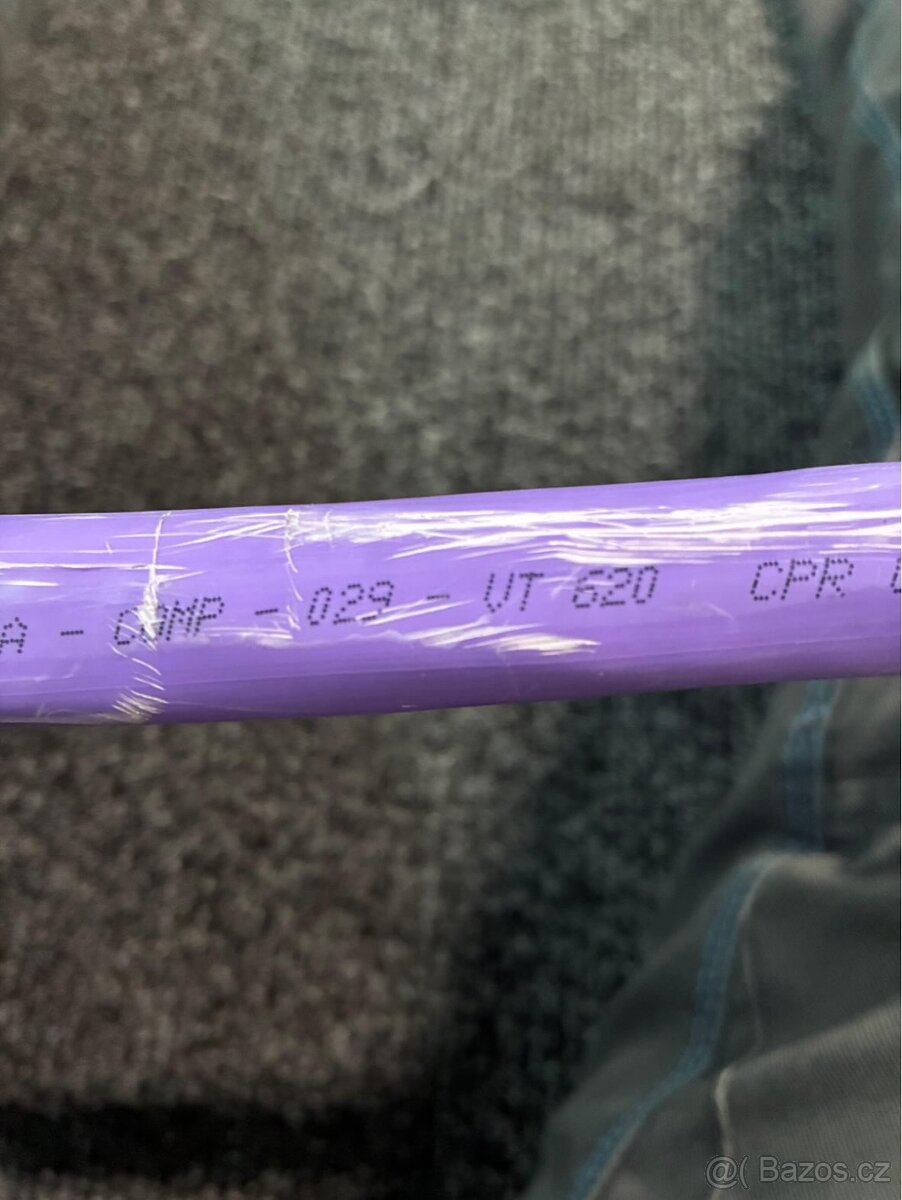 A - COMP - 029 - VT 620 CPR
@( Bazos.cz